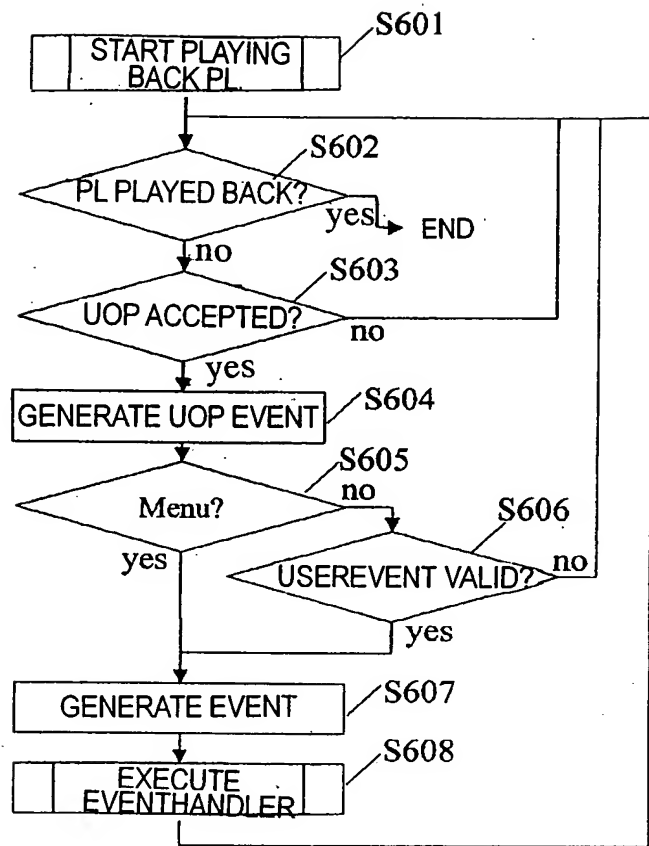 S601
START PLAYING
BACK PL.
S602
PL PLAYED BACK?
yes
END
no
S603
UOP ACCEPTED?
no
yes
GENERATE UOP EVENT
S604
S605
Menu?
no
yes
S606
USEREVENT VALID?
no
yes
GENERATE EVENT
S607
EXECUTE
EVENTHANDLER
S608